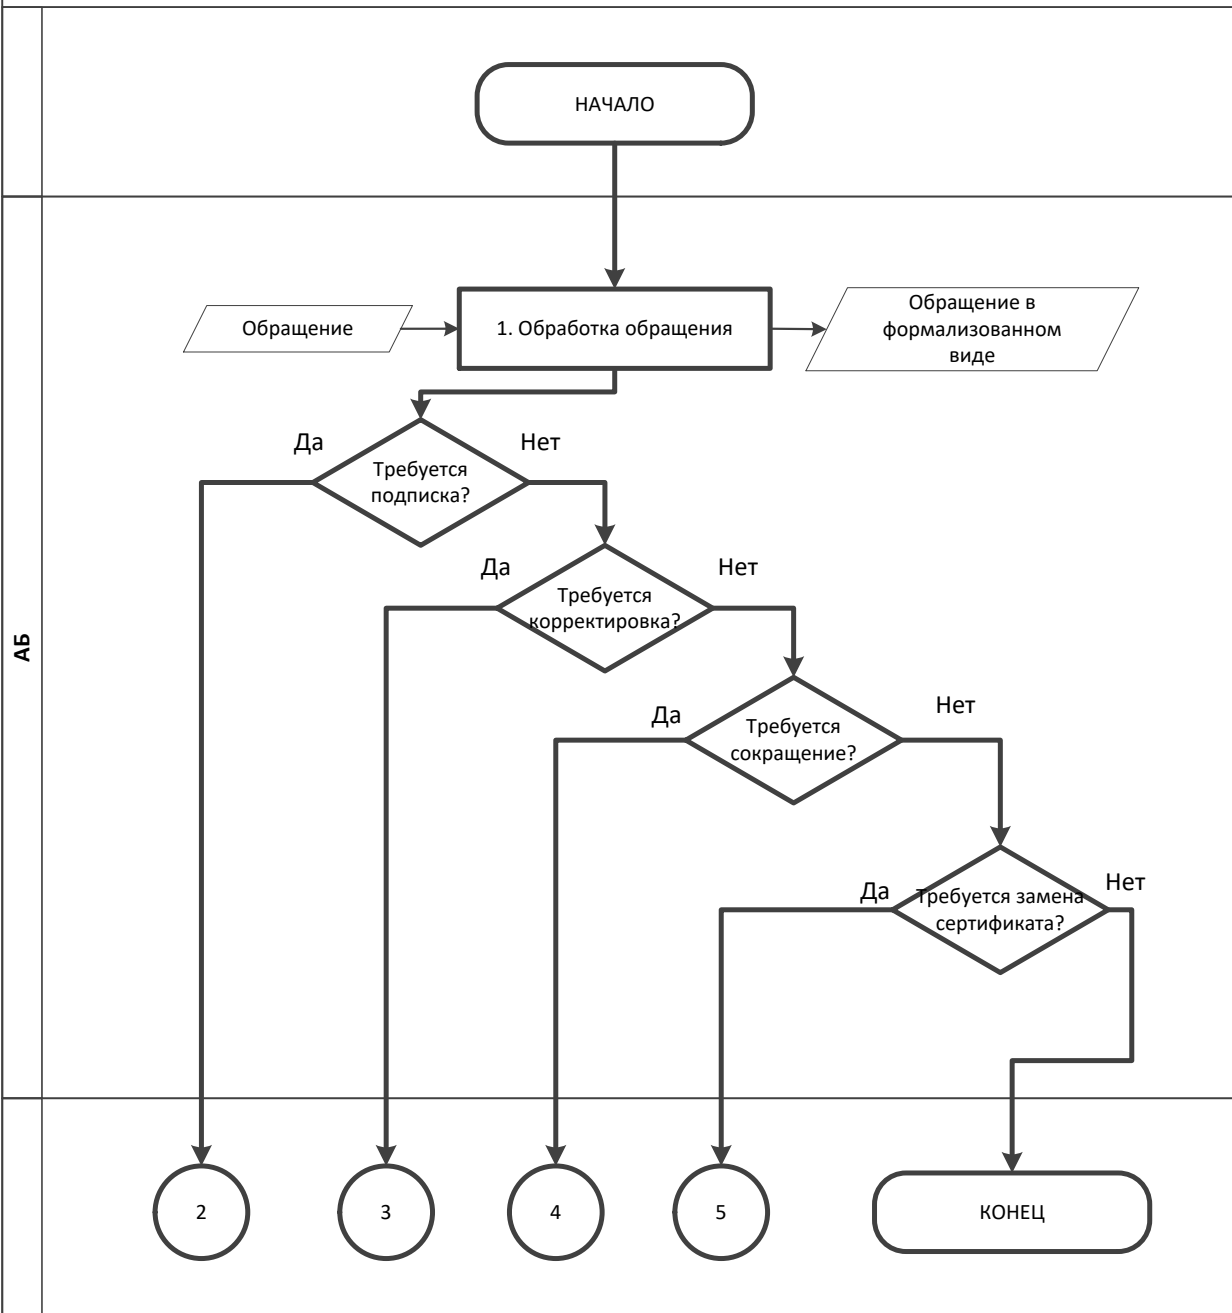 НАЧАЛО
Обращение
1. Обработка обращения
Обращение в
формализованном
виде
Да
Нет
Требуется
подписка?
Да
Нет
Требуется
корректировка?
Да
Нет
Требуется
сокращение?
Да
Нет
Требуется замена
сертификата?
АБ
2
3
4
5
КОНЕЦ